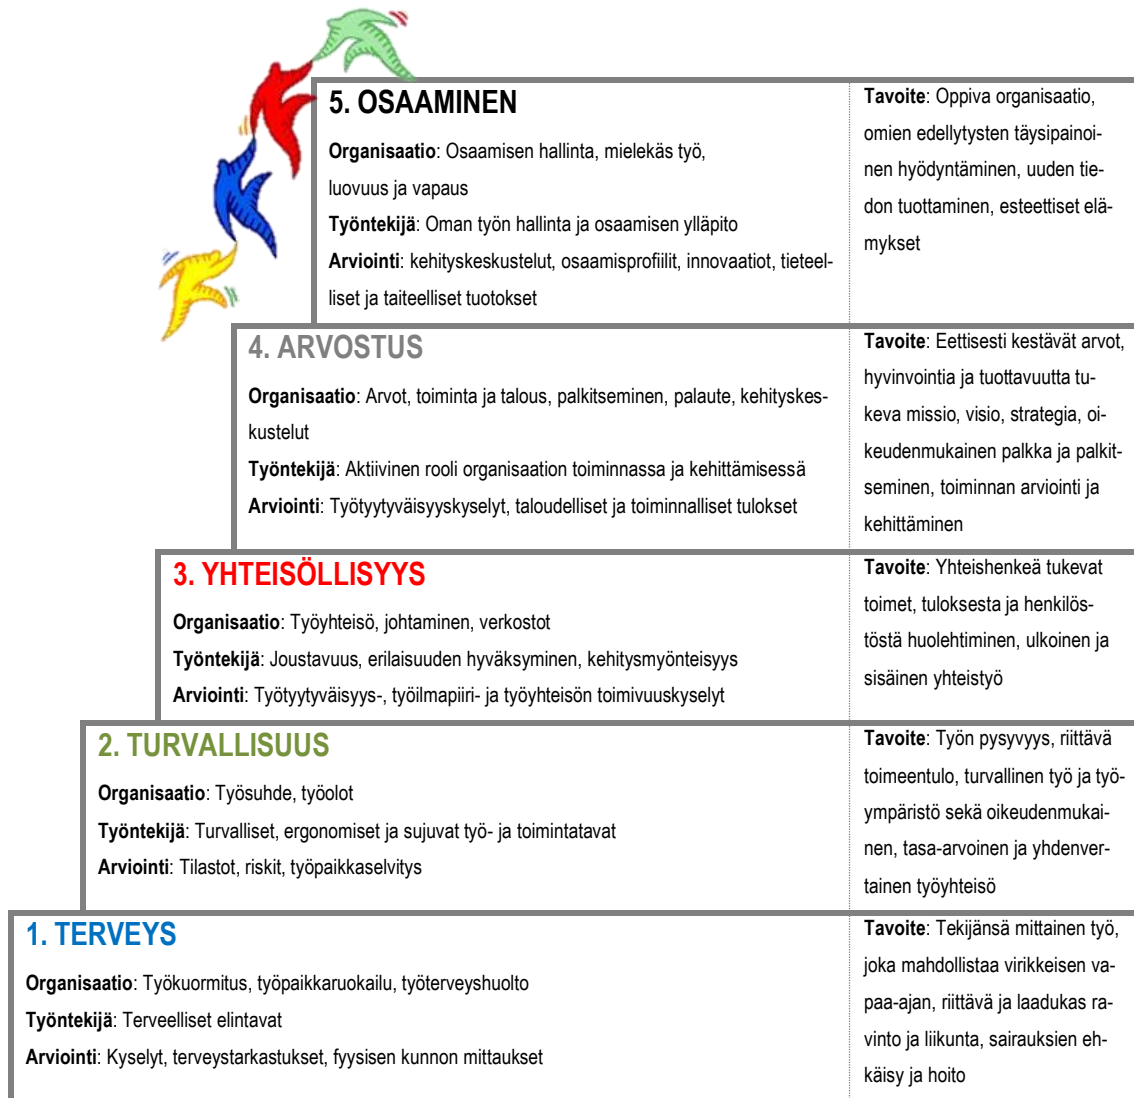 5. OSAAMINEN
Organisaatio: Osaamisen hallinta, mielekäs työ,
luovuus ja vapaus
Työntekijä: Oman työn hallinta ja osaamisen ylläpito
Arviointi: kehityskeskustelut, osaamisprofiilit, innovaatiot, tieteel-
liset ja taiteelliset tuotokset
Tavoite: Oppiva organisaatio,
omien edellytysten täysipainoi-
nen hyödyntäminen, uuden tie-
don tuottaminen, esteettiset elä-
mykset
4. ARVOSTUS
Organisaatio: Arvot, toiminta ja talous, palkitseminen, palaute, kehityskes-
kustelut
Työntekijä: Aktiivinen rooli organisaation toiminnassa ja kehittämisessä
Arviointi: Työtyytyväisyyskyselyt, taloudelliset ja toiminnalliset tulokset
Tavoite: Eettisesti kestävät arvot,
hyvinvointia ja tuottavuutta tu-
keva missio, visio, strategia, oi-
keudenmukainen palkka ja palkit-
seminen, toiminnan arviointi ja
kehittäminen
3. YHTEISÖLLISYYS
Organisaatio: Työyhteisö, johtaminen, verkostot
Työntekijä: Joustavuus, erilaisuuden hyväksyminen, kehitysmyönteisyys
Arviointi: Työtyytyväisyys-, työilmapiiri- ja työyhteisön toimivuuskyselyt
Tavoite: Yhteishenkeä tukevat
toimet, tuloksesta ja henkilös-
töstä huolehtiminen, ulkoinen ja
sisäinen yhteistyö
2. TURVALLISUUS
Organisaatio: Työsuhde, työolot
Työntekijä: Turvalliset, ergonomiset ja sujuvat työ- ja toimintatavat
Arviointi: Tilastot, riskit, työpaikkaselvitys
Tavoite: Työn pysyvyys, riittävä
toimeentulo, turvallinen työ ja työ-
ympäristö sekä oikeudenmukai-
nen, tasa-arvoinen ja yhdenver-
tainen työyhteisö
1. TERVEYS
Organisaatio: Työkuormitus, työpaikkaruokailu, työterveyshuolto
Työntekijä: Terveelliset elintavat
Arviointi: Kyselyt, terveystarkastukset, fyysisen kunnon mittaukset
Tavoite: Tekijänsä mittainen työ,
joka mahdollistaa virikkeisen va-
paa-ajan, riittävä ja laadukas ra-
vinto ja liikunta, sairauksien eh-
käisy ja hoito